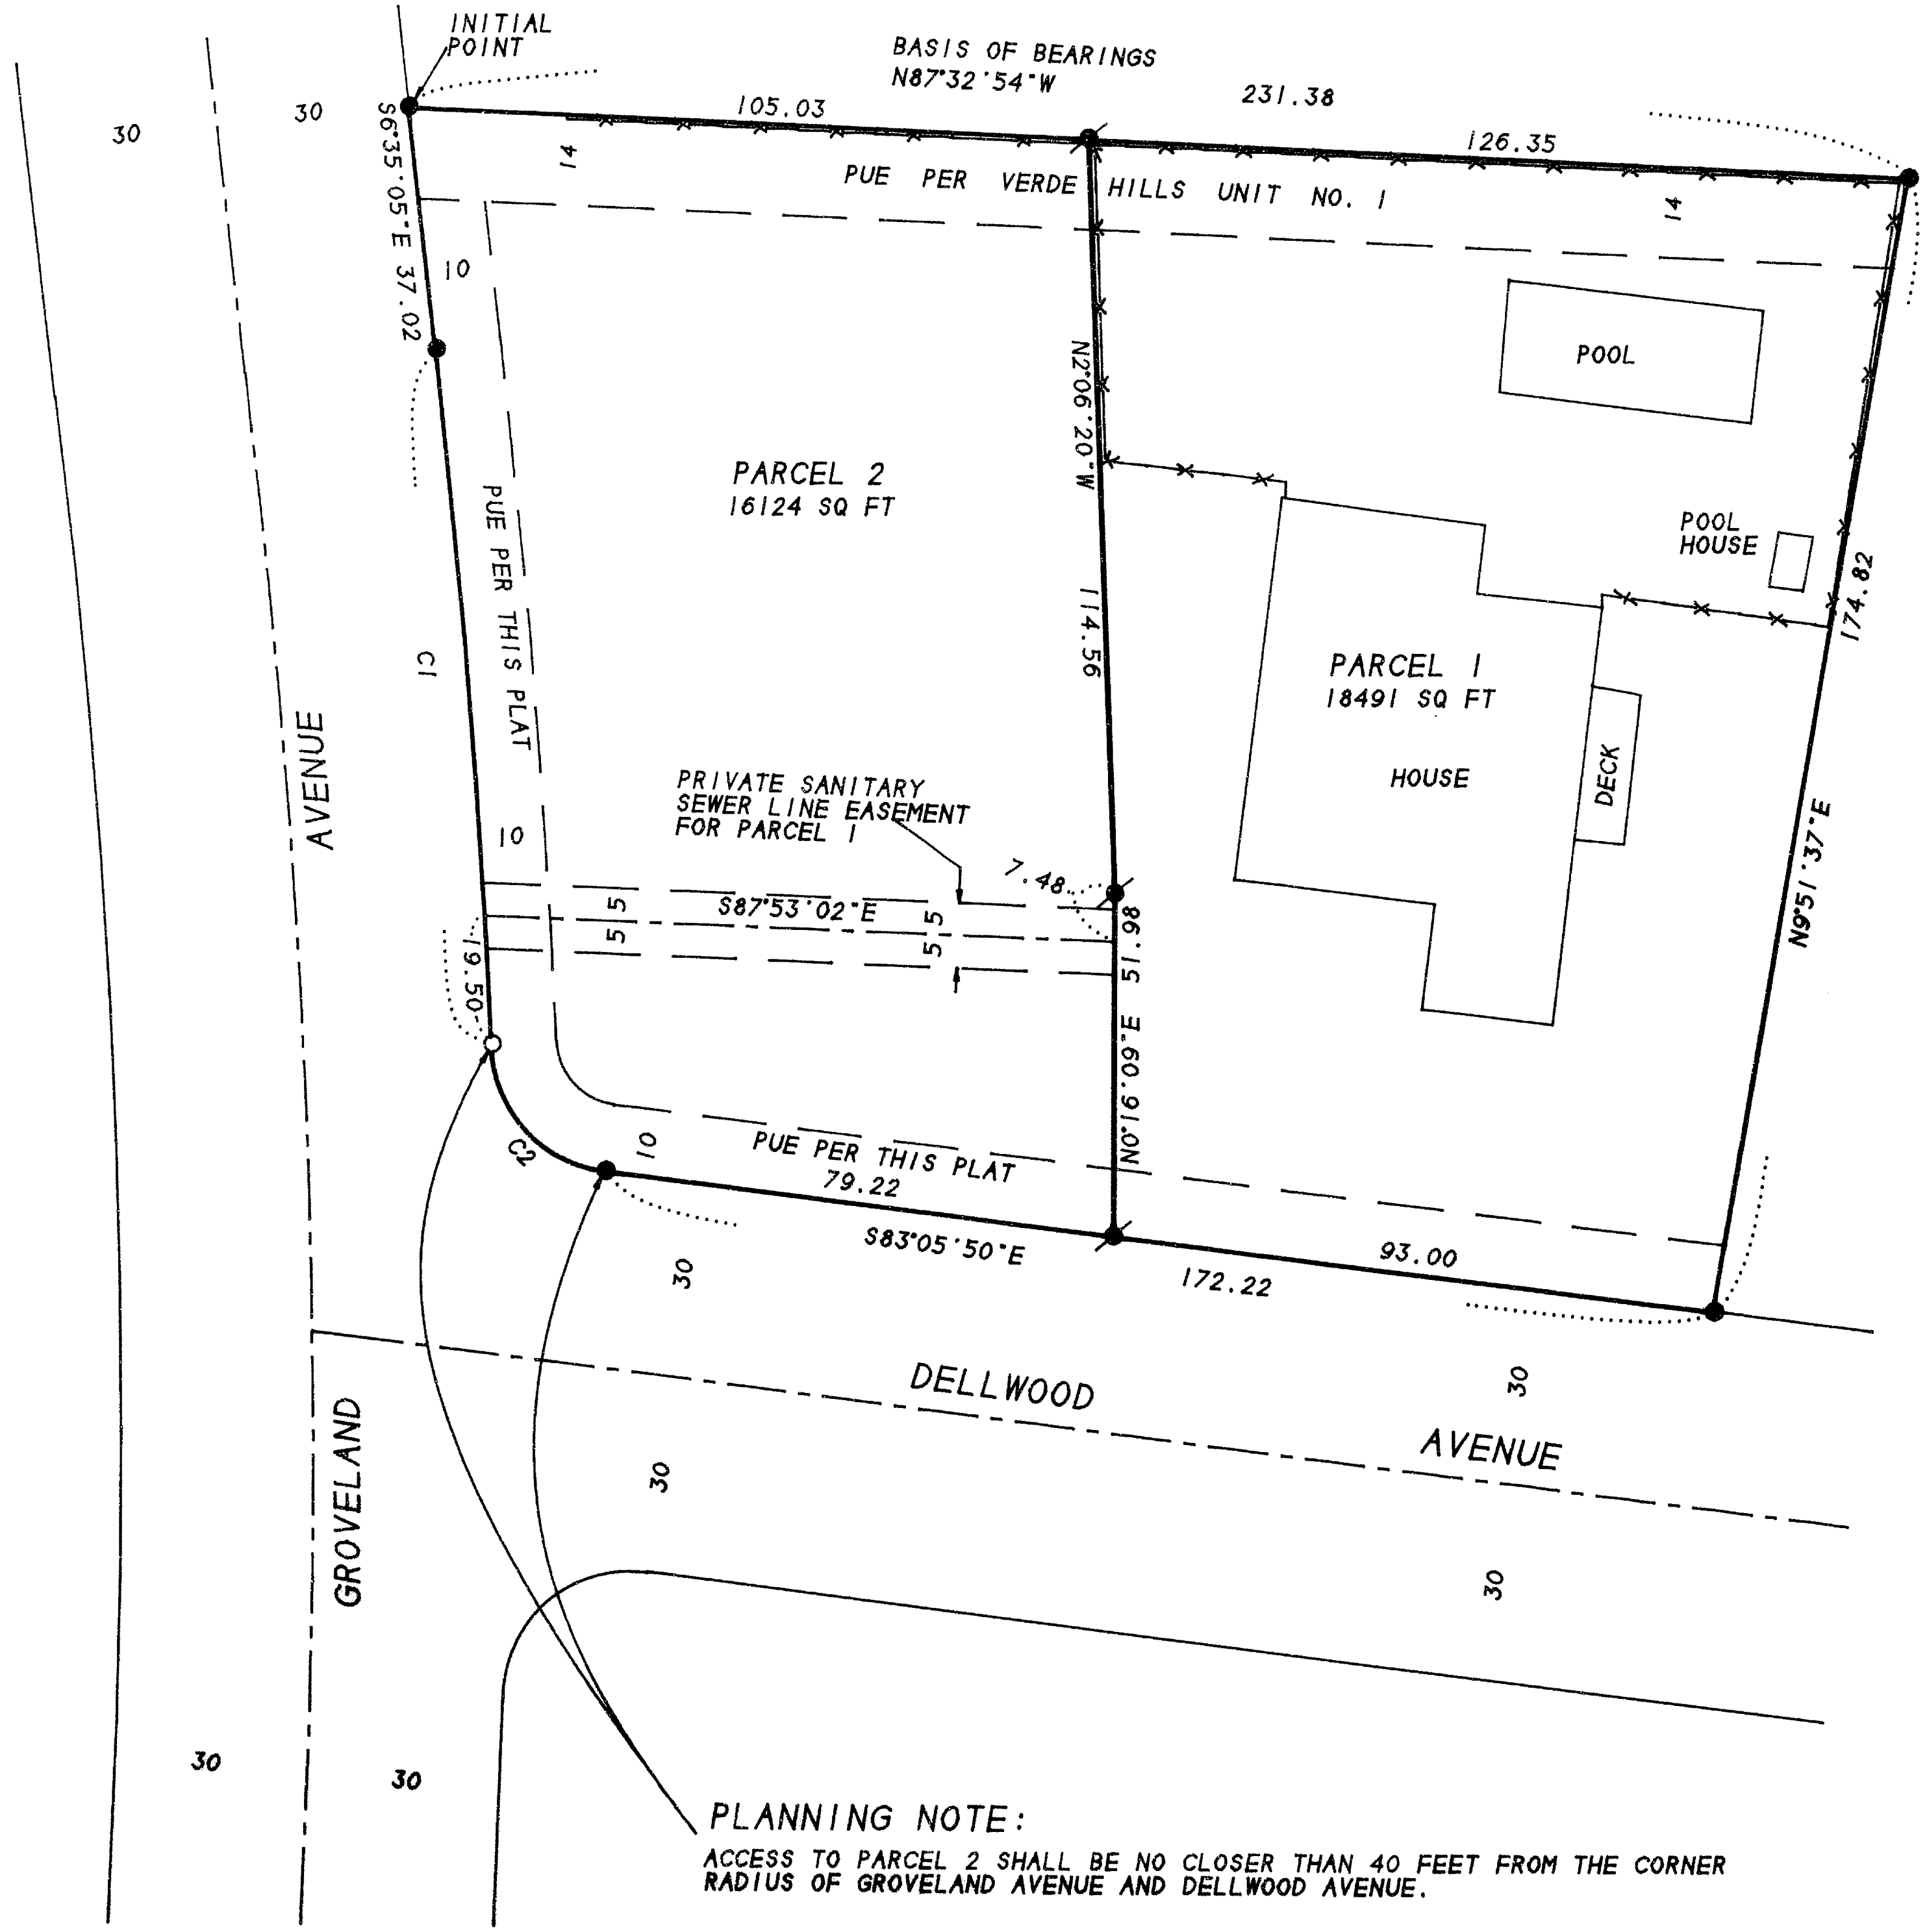 INITIAL
POINT
BASIS OF BEARINGS
N87°32'54"W
231.38
30
30
105.03
126.35
S6°35'05"E 37.02
14
PUE PER VERDE HILLS UNIT NO. 1
14
10
POOL
N2°06'20"W
114.56
PARCEL 2
16124 SQ FT
PUE PER THIS PLAT
POOL
HOUSE
174.82
C1
PARCEL 1
18491 SQ FT
HOUSE
DECK
AVENUE
PRIVATE SANITARY
SEWER LINE EASEMENT
FOR PARCEL 1
10
7.48
N9°51'37"E
5
S87°53'02"E
5
5
5
19.50
N0°16'09"E 51.98
C2
10
PUE PER THIS PLAT
79.22
S83°05'50"E
93.00
172.22
30
DELLWOOD
AVENUE
30
GROVELAND
30
30
30
30
PLANNING NOTE:
ACCESS TO PARCEL 2 SHALL BE NO CLOSER THAN 40 FEET FROM THE CORNER
RADIUS OF GROVELAND AVENUE AND DELLWOOD AVENUE.